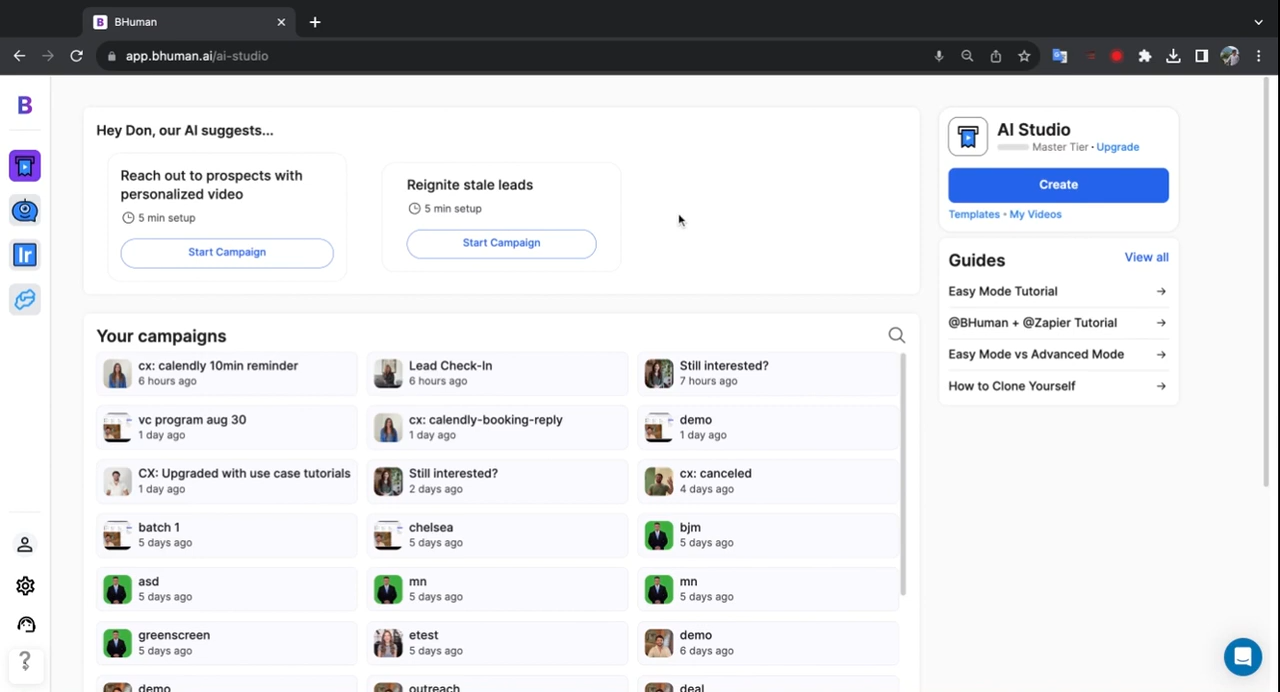 B BHuman
app.bhuman.ai/ai-studio
B
Hey Don, our AI suggests...
Reach out to prospects with
personalized video
5 min setup
Start Campaign
Reignite stale leads
5 min setup
Start Campaign
AI Studio
Master Tier • Upgrade
Create
Templates • My Videos
Guides
View all
Easy Mode Tutorial
@BHuman + @Zapier Tutorial
Easy Mode vs Advanced Mode
How to Clone Yourself
Ir
Your campaigns
cx: calendly 10min reminder
6 hours ago
Lead Check-In
6 hours ago
Still interested?
7 hours ago
vc program aug 30
1 day ago
cx: calendly-booking-reply
1 day ago
demo
1 day ago
CX: Upgraded with use case tutorials
1 day ago
Still interested?
2 days ago
cx: canceled
4 days ago
batch 1
5 days ago
chelsea
5 days ago
bjm
5 days ago
asd
5 days ago
mn
5 days ago
mn
5 days ago
greenscreen
5 days ago
etest
5 days ago
demo
6 days ago
demo
outreach
deal
?